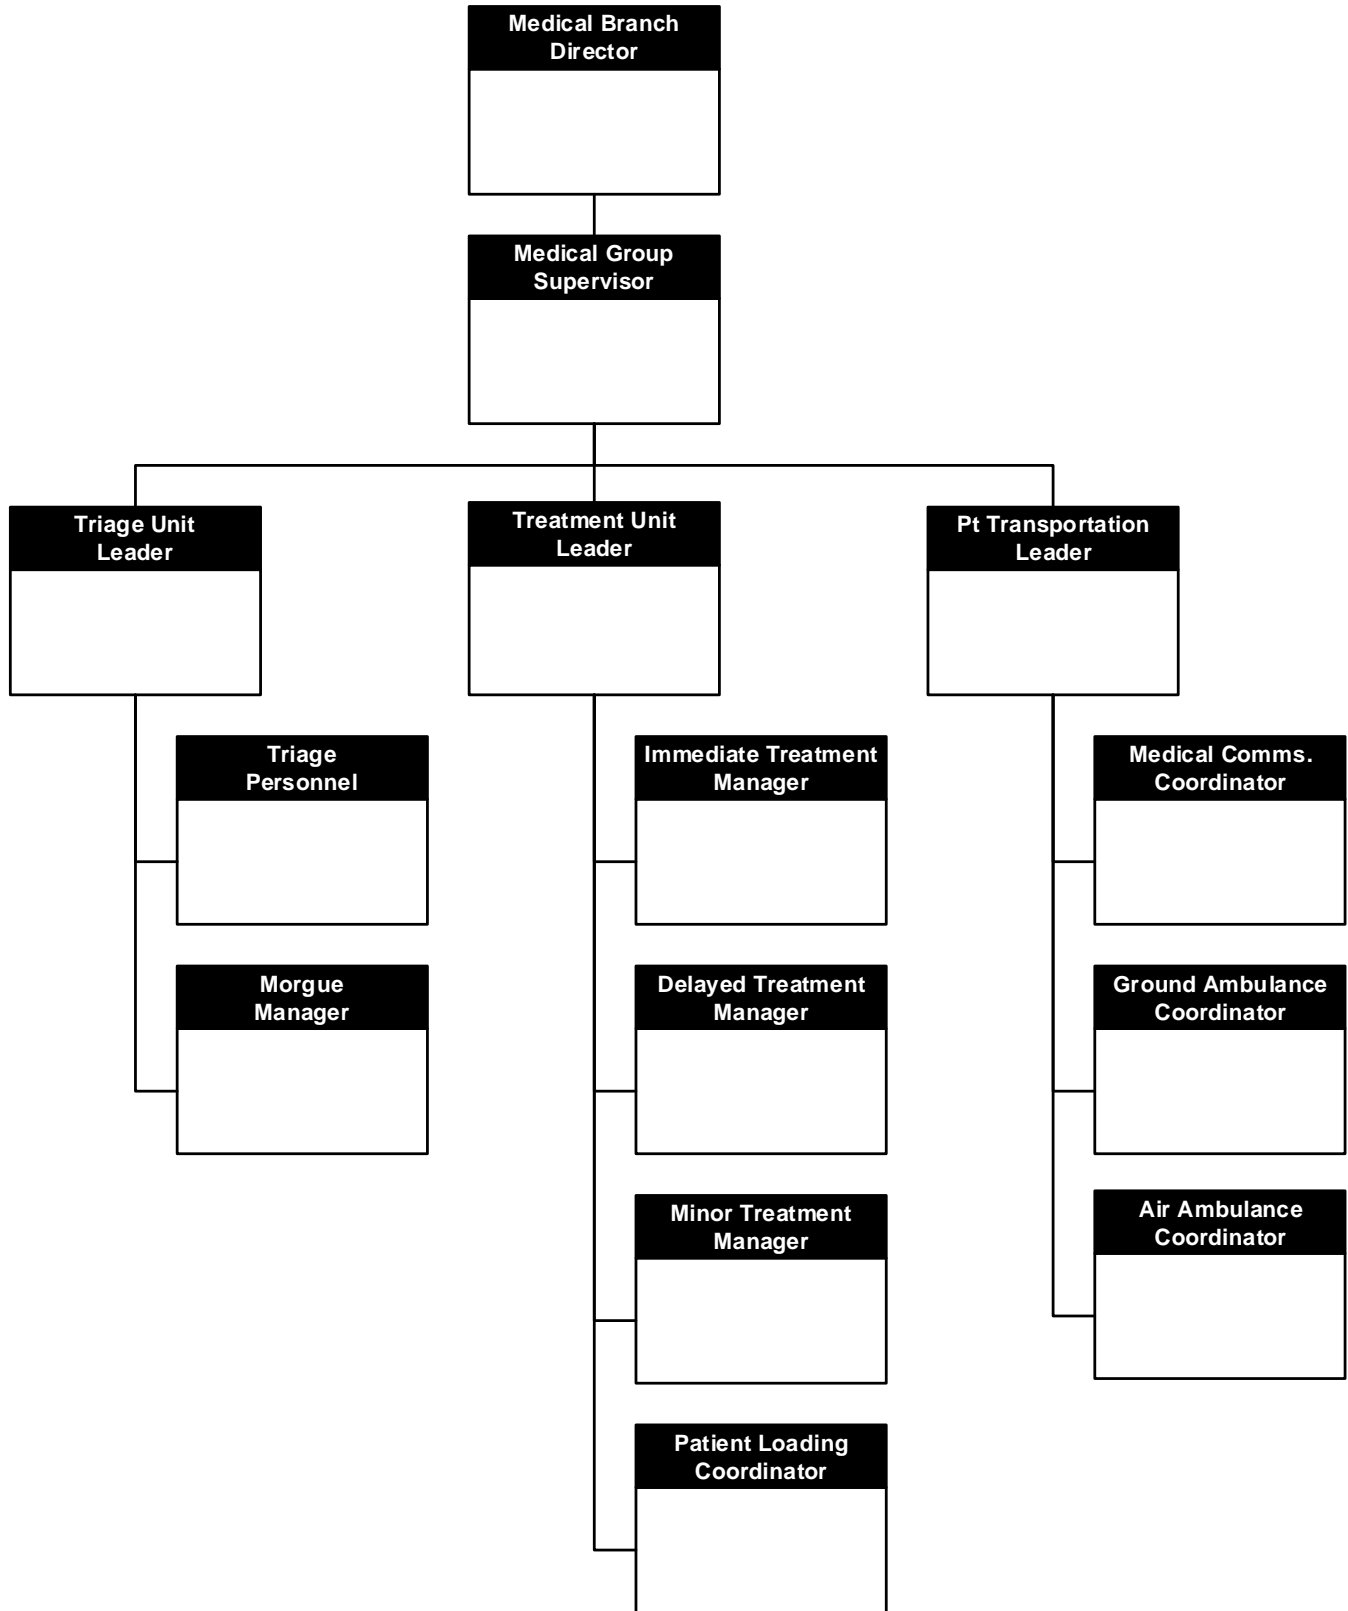 Medical Branch
Director
Medical Group
Supervisor
Triage Unit
Leader
Treatment Unit
Leader
Pt Transportation
Leader
Triage
Personnel
Immediate Treatment
Manager
Medical Comms.
Coordinator
Morgue
Manager
Delayed Treatment
Manager
Ground Ambulance
Coordinator
Minor Treatment
Manager
Air Ambulance
Coordinator
Patient Loading
Coordinator